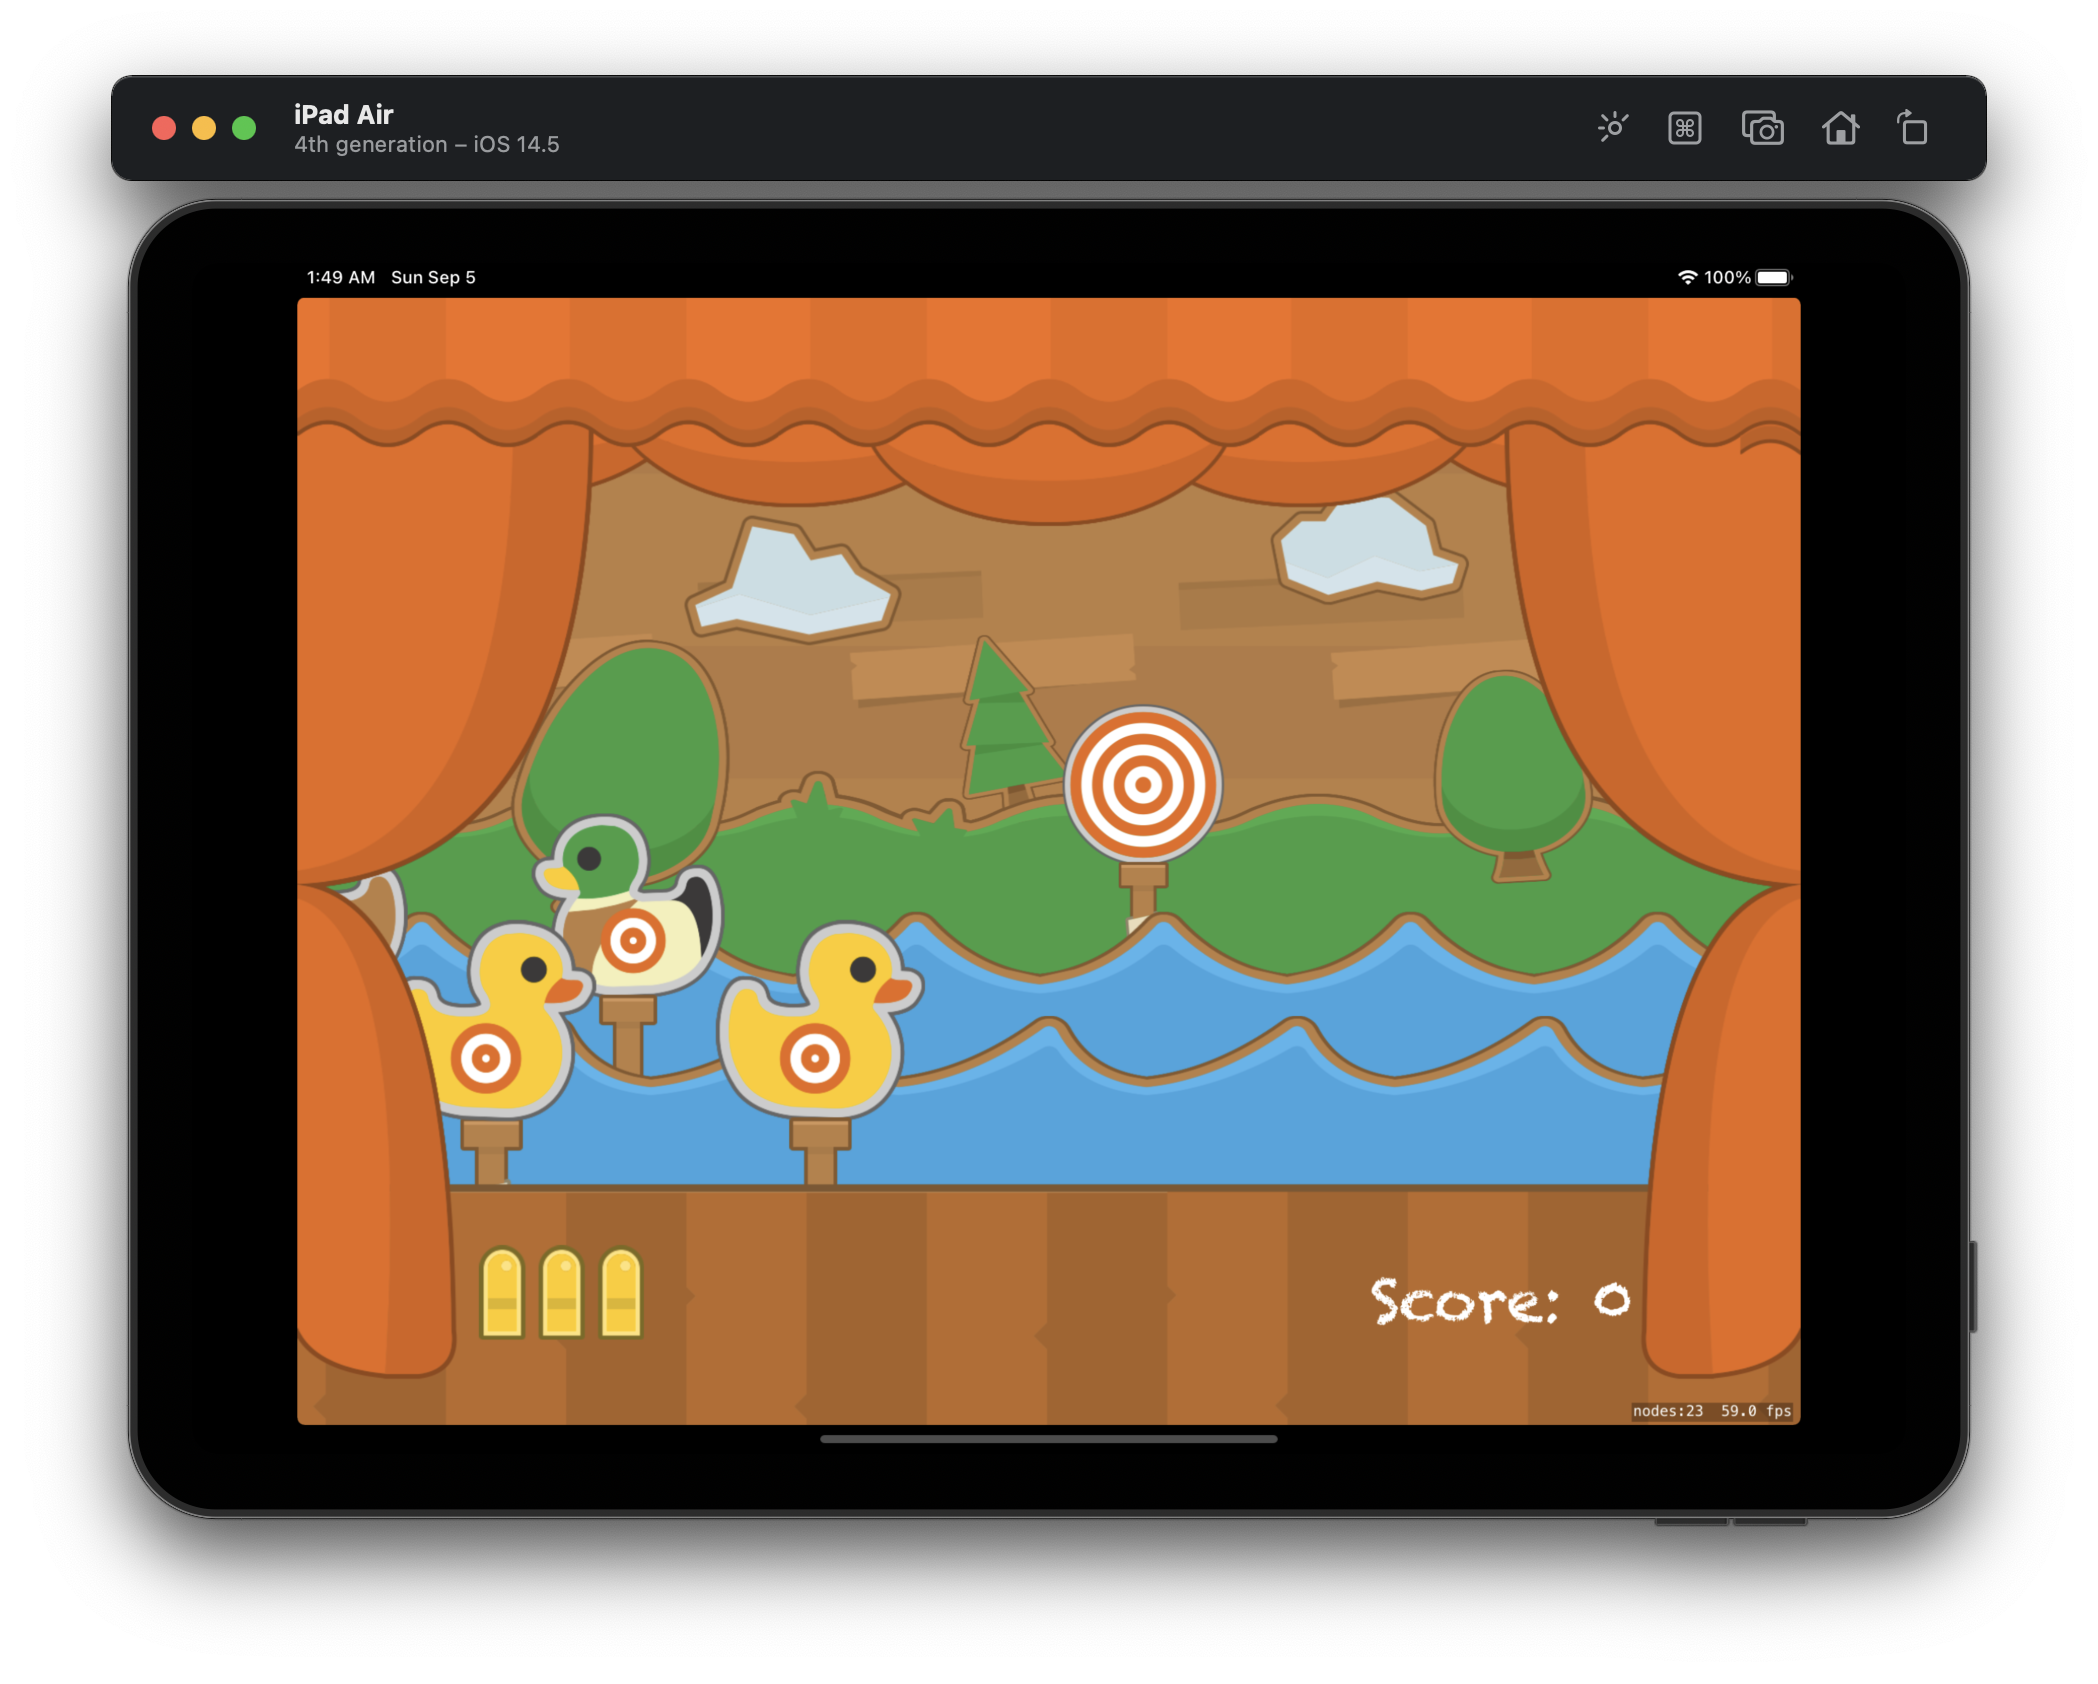 iPad Air
4th generation – iOS 14.5
1:49 AM Sun Sep 5
100%
Score: 0
nodes:23 59.0 fps